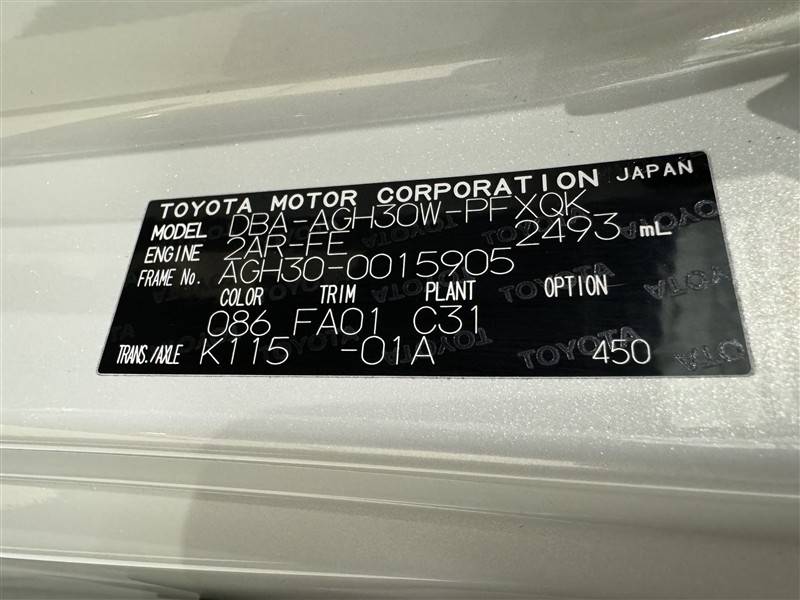 TOYOTA MOTOR CORPORATION JAPAN
MODEL DBA-AGH30W-PFXQK
ENGINE 2AR-FE 2493 mL
FRAME No. AGH30-0015905
COLOR TRIM PLANT OPTION
086 FA01 C31
TRANS./AXLE K115 -01A 450